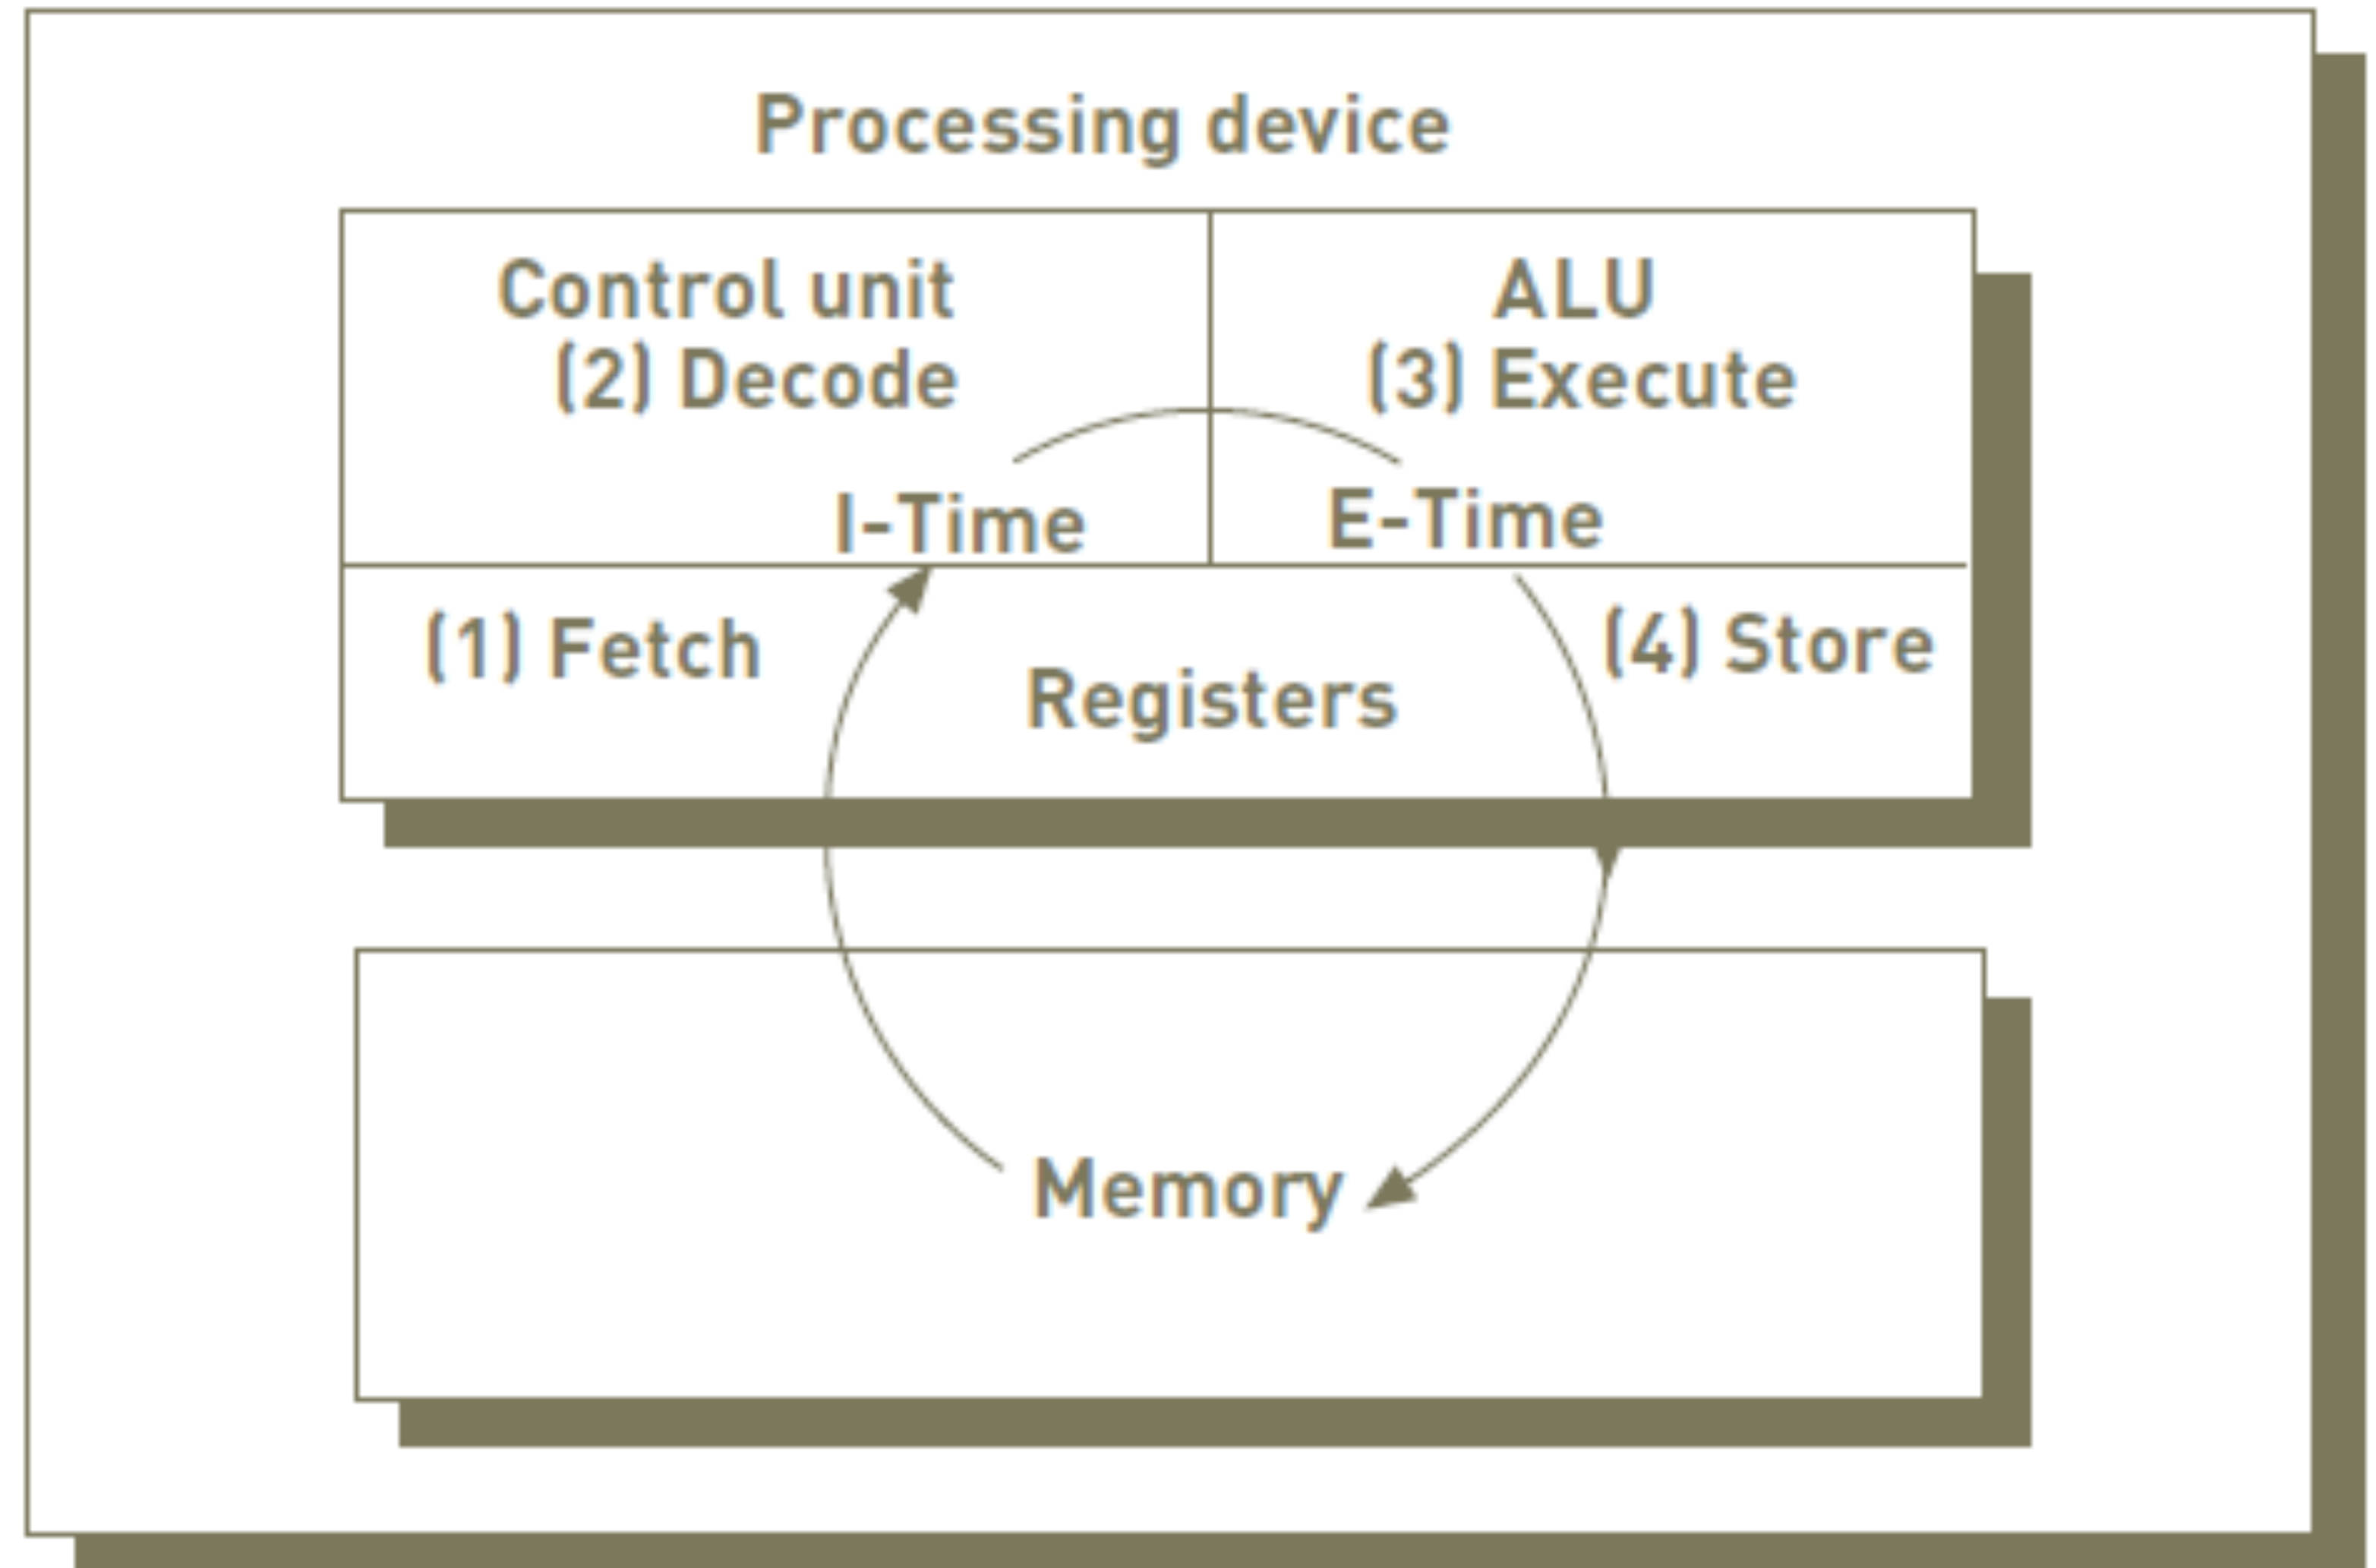 Processing device
Control unit
(2) Decode
I-Time
ALU
(3) Execute
E-Time
(1) Fetch
Registers
(4) Store
Memory